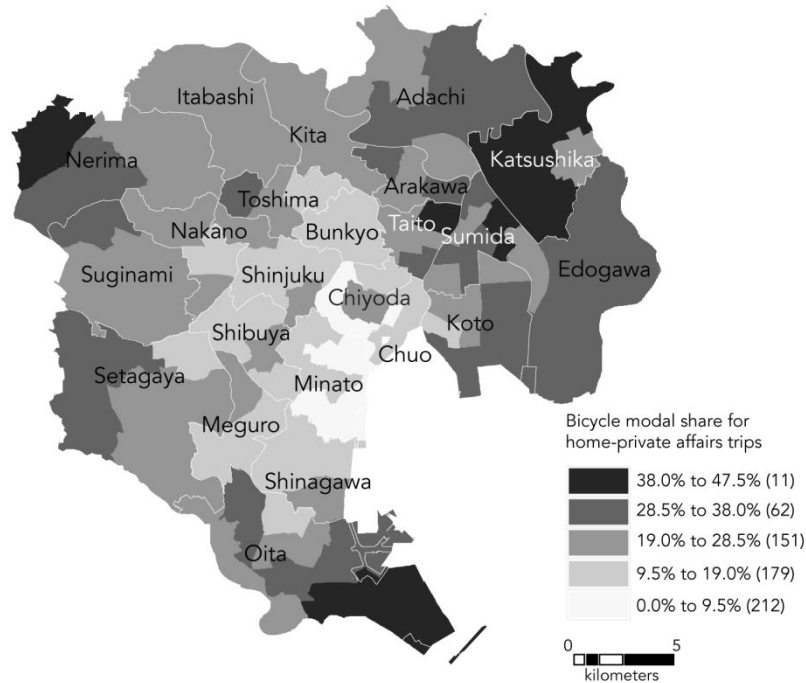 Itabashi
Adachi
Kita
Nerima
Katsushika
Arakawa
Toshima
Taito
Nakano
Bunkyo
Sumida
Suginami
Shinjuku
Edogawa
Chiyoda
Koto
Shibuya
Chuo
Setagaya
Minato
Meguro
Shinagawa
Oita
Bicycle modal share for
home-private affairs trips
38.0% to 47.5% (11)
28.5% to 38.0% (62)
19.0% to 28.5% (151)
9.5% to 19.0% (179)
0.0% to 9.5% (212)
0 5
kilometers